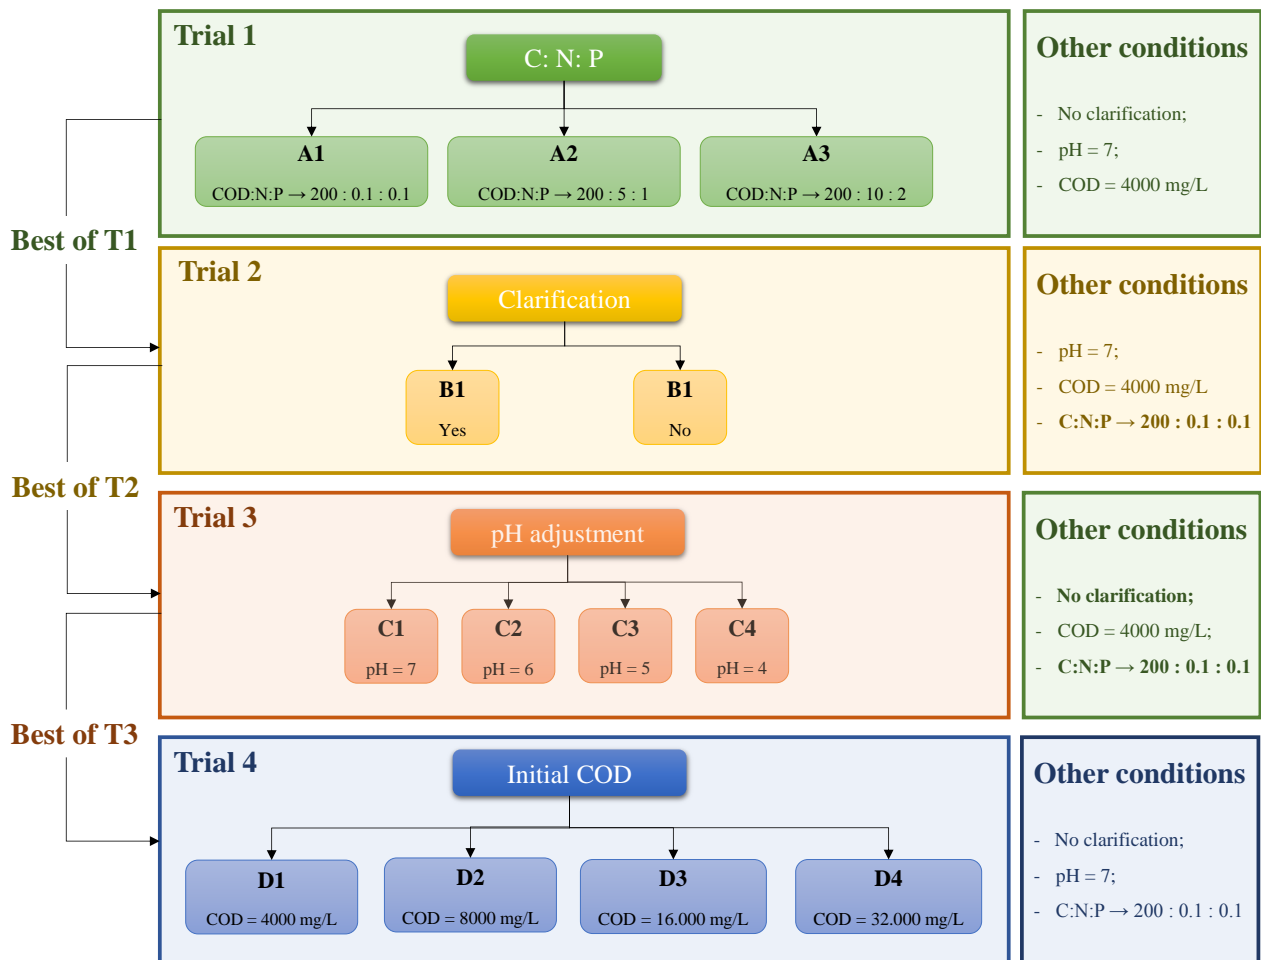 Trial 1
C: N: P
A1
COD:N:P → 200 : 0.1 : 0.1
A2
COD:N:P → 200 : 5 : 1
A3
COD:N:P → 200 : 10 : 2
Other conditions
- No clarification;
- pH = 7;
- COD = 4000 mg/L
Best of T1
Trial 2
Clarification
B1
Yes
B1
No
Other conditions
- pH = 7;
- COD = 4000 mg/L
- C:N:P → 200 : 0.1 : 0.1
Best of T2
Trial 3
pH adjustment
C1
pH = 7
C2
pH = 6
C3
pH = 5
C4
pH = 4
Other conditions
- No clarification;
- COD = 4000 mg/L;
- C:N:P → 200 : 0.1 : 0.1
Best of T3
Trial 4
Initial COD
D1
COD = 4000 mg/L
D2
COD = 8000 mg/L
D3
COD = 16.000 mg/L
D4
COD = 32.000 mg/L
Other conditions
- No clarification;
- pH = 7;
- C:N:P → 200 : 0.1 : 0.1